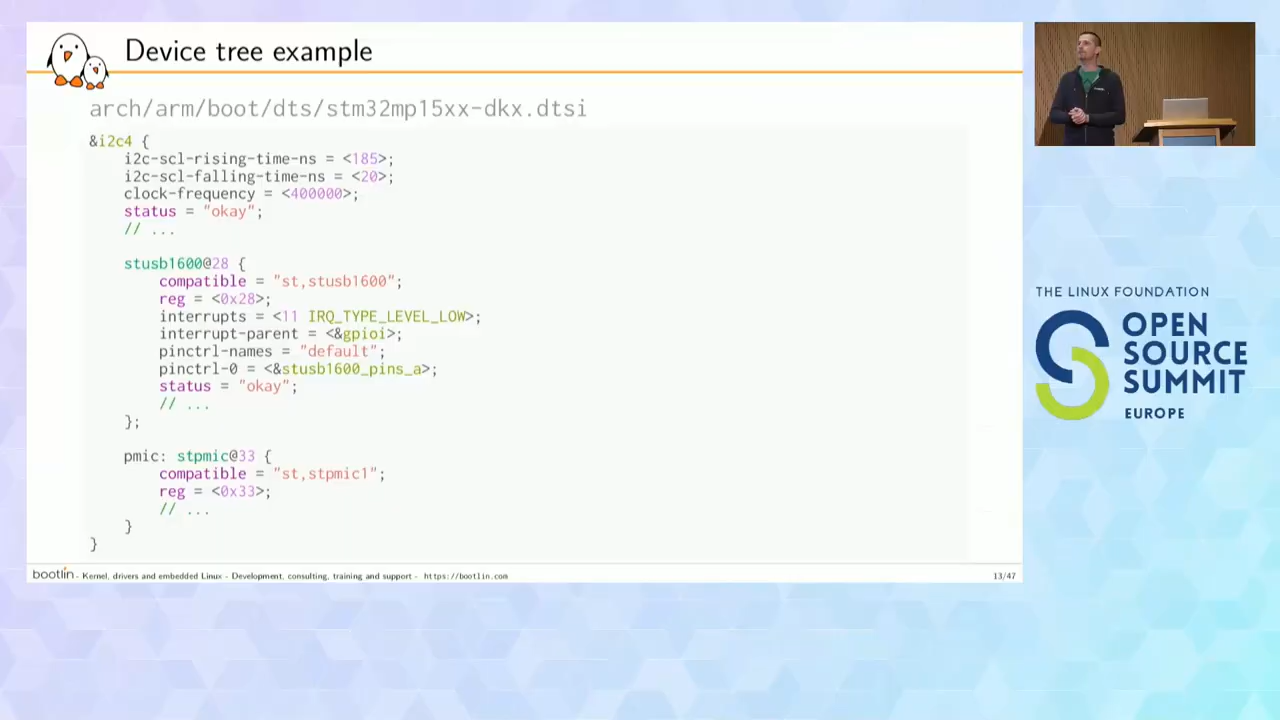 Device tree example
arch/arm/boot/dts/stm32mp15xx-dkx.dtsi
&i2c4 {
i2c-scl-rising-time-ns = <185>;
i2c-scl-falling-time-ns = <20>;
clock-frequency = <400000>;
status = "okay";
// ...
stusb1600@28 {
compatible = "st,stusb1600";
reg = <0x28>;
interrupts = <11 IRQ_TYPE_LEVEL_LOW>;
interrupt-parent = <&gpioi>;
pinctrl-names = "default";
pinctrl-0 = <&stusb1600_pins_a>;
status = "okay";
// ...
};
pmic: stpmic@33 {
compatible = "st,stpmic1";
reg = <0x33>;
// ...
}
}
bootlin - Kernel, drivers and embedded Linux - Development, consulting, training and support - https://bootlin.com
13/47
THE LINUX FOUNDATION
OPEN
SOURCE
SUMMIT
EUROPE